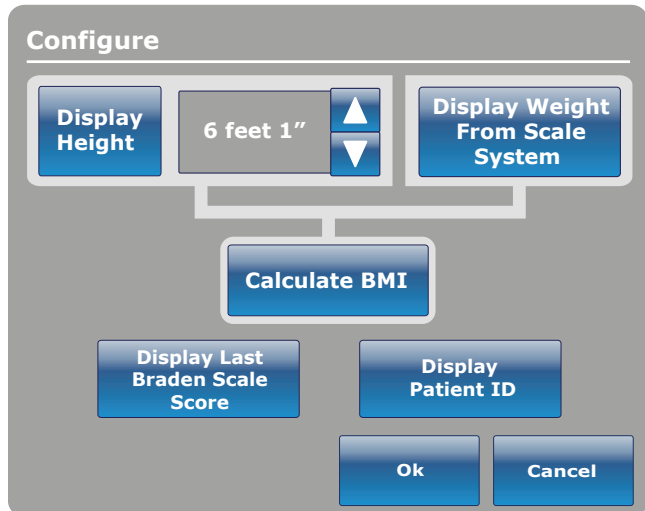 Configure
Display
Height
6 feet 1”
Display Weight
From Scale
System
Calculate BMI
Display Last
Braden Scale
Score
Display
Patient ID
Ok
Cancel